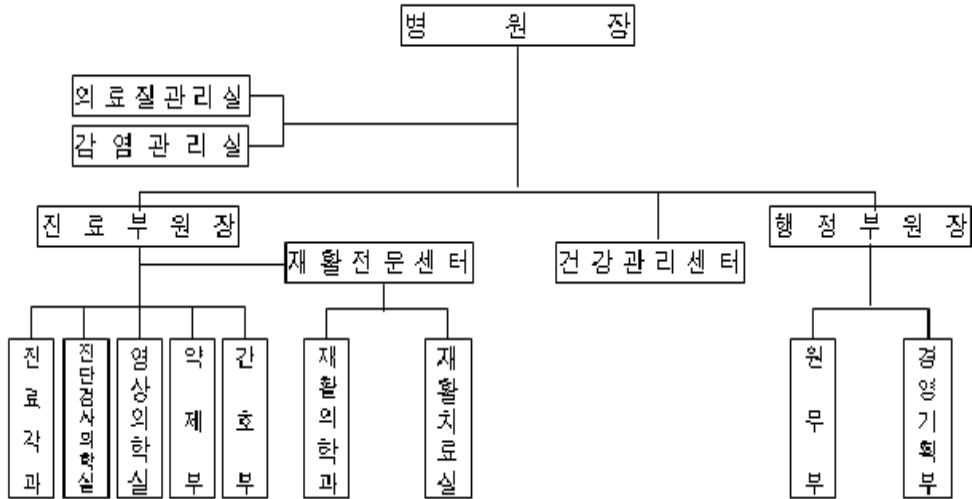 병 원 장
의료질관리실
감염관리실
진료부원장
행정부원장
재활전문센터
건강관리센터
진료각과
진단검사의학실
영상의학실
약제부
간호부
재활의학과
재활치료실
원무부
경영기획부